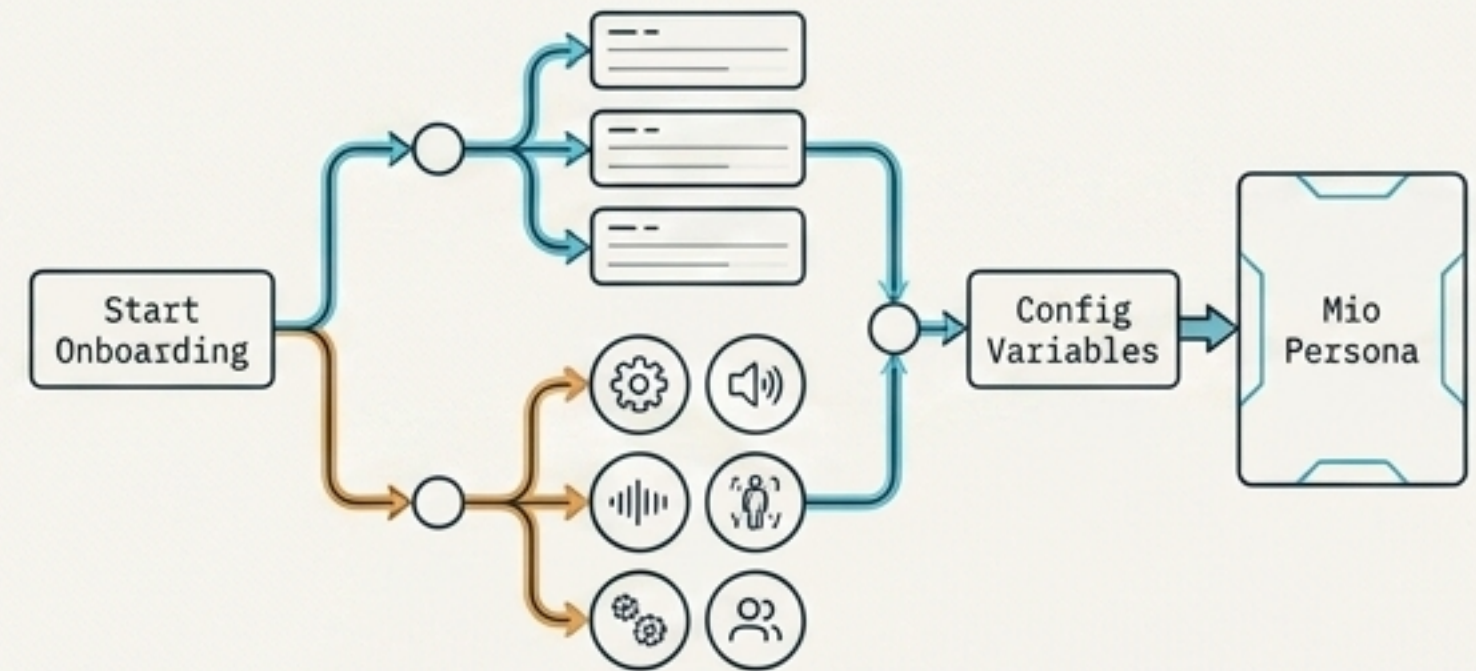 Start
Onboarding
Config
Variables
Mio
Persona